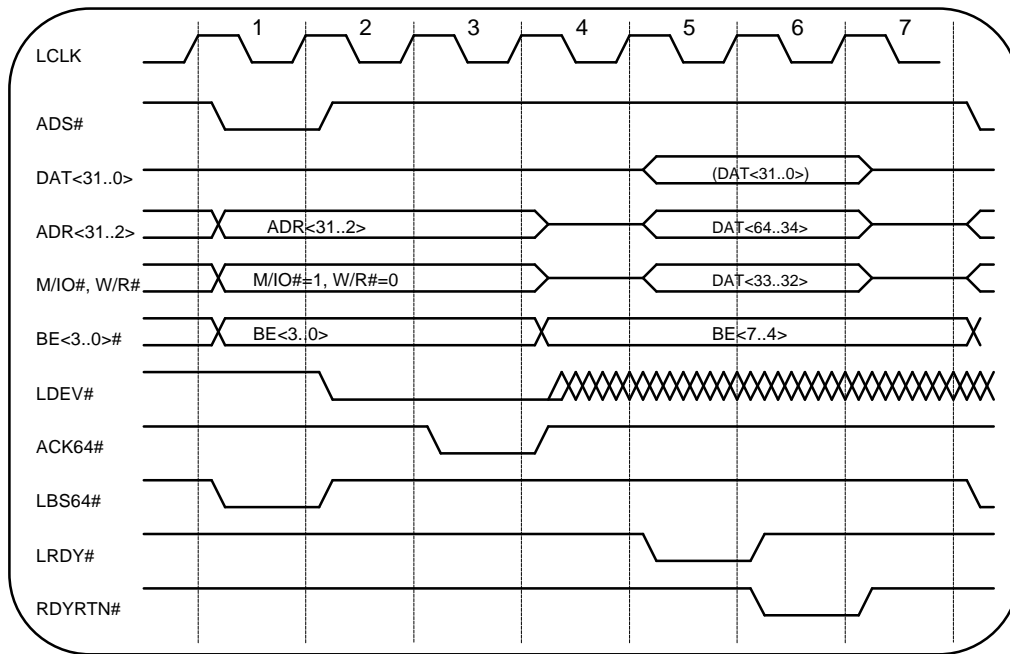 1 2 3 4 5 6 7
LCLK
ADS#
DAT<31..0> (DAT<31..0>)
ADR<31..2> ADR<31..2> DAT<64..34>
M/IO#, W/R# M/IO#=1, W/R#=0 DAT<33..32>
BE<3..0># BE<3..0> BE<7..4>
LDEV#
ACK64#
LBS64#
LRDY#
RDYRTN#